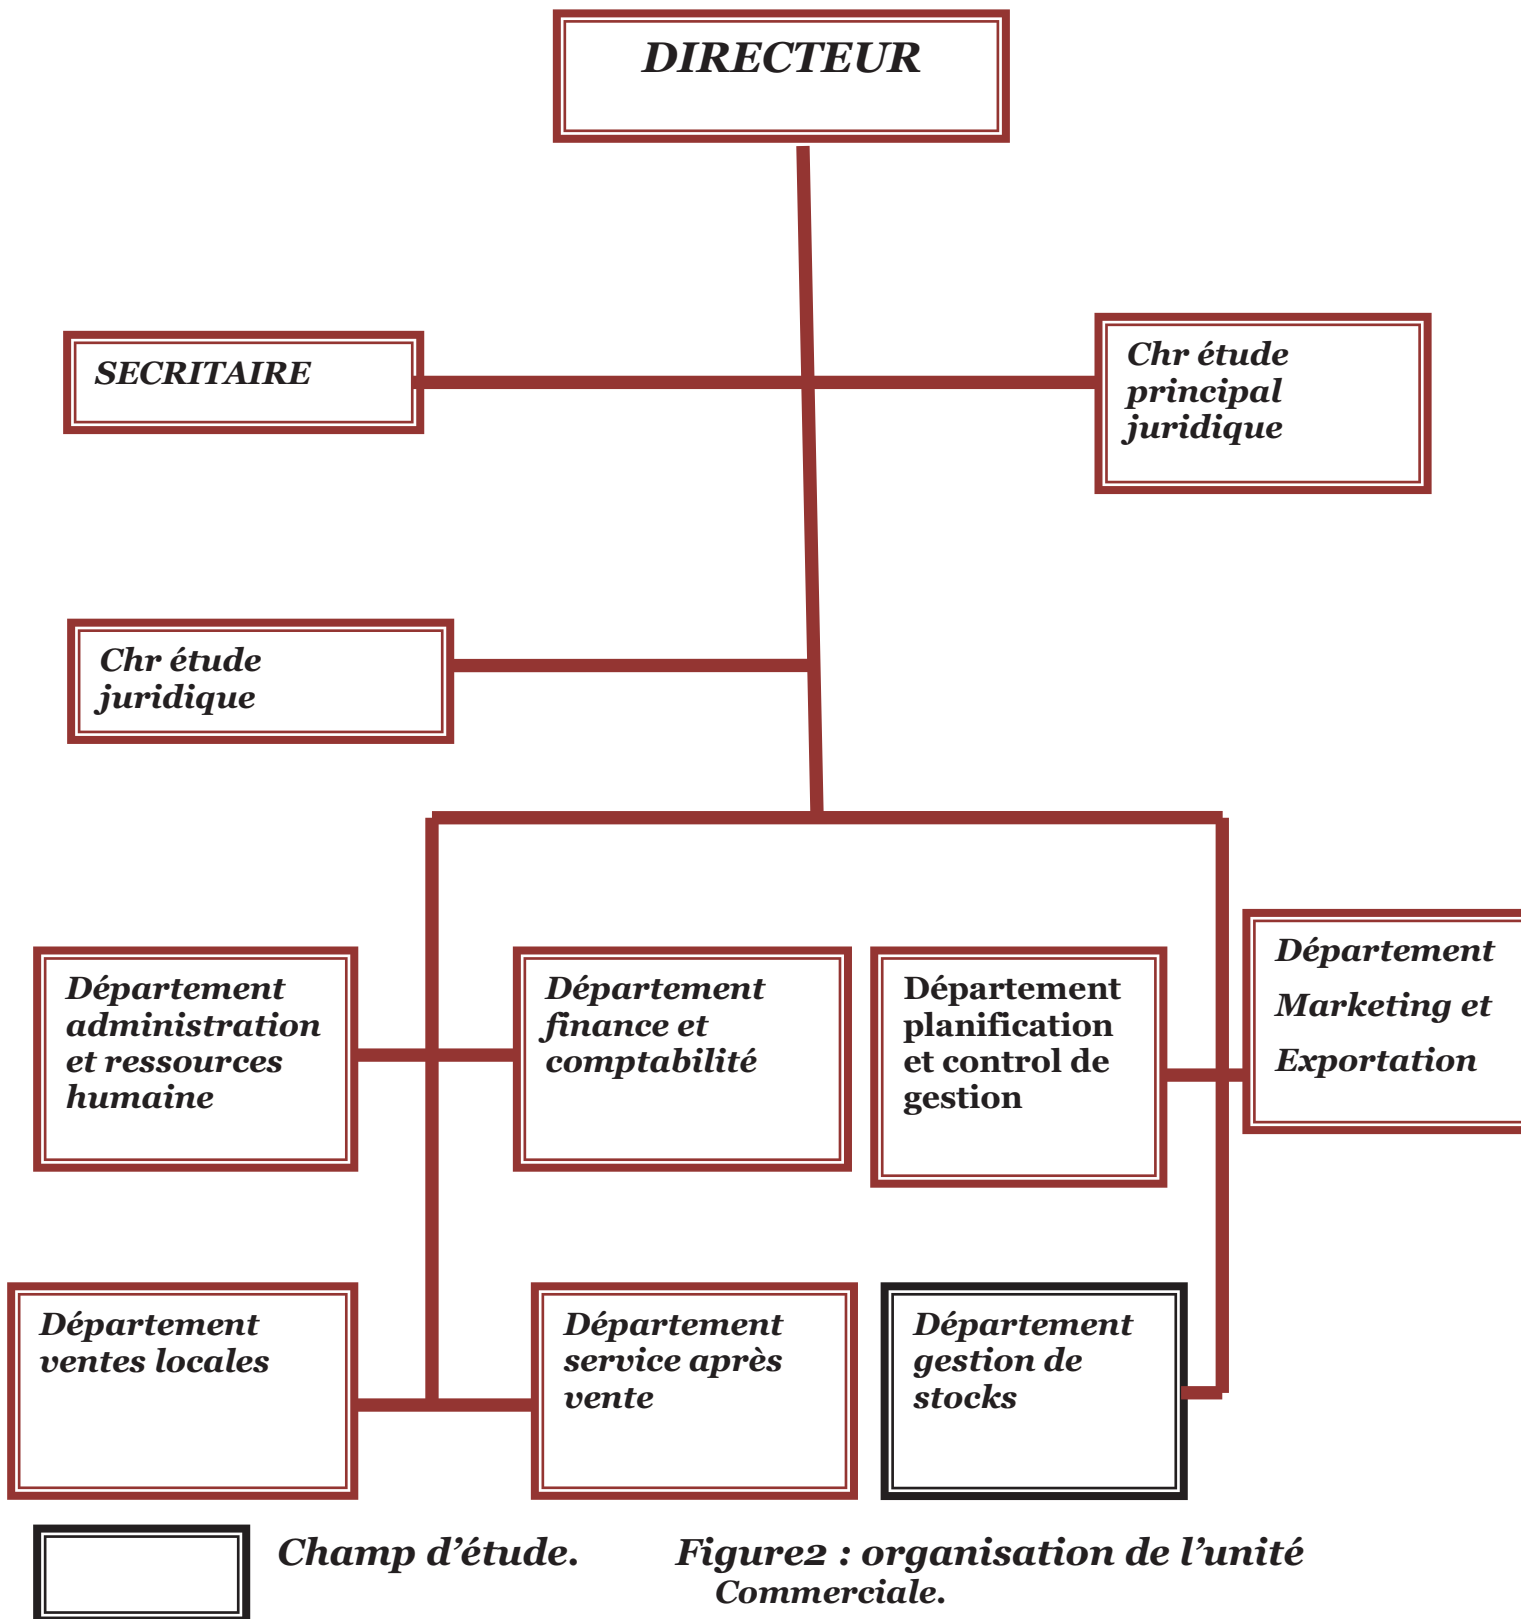 DIRECTEUR
SECRITAIRE
Chr étude
principal
juridique
Chr étude
juridique
Département
administration
et ressources
humaine
Département
finance et
comptabilité
Département
planification
et control de
gestion
Département
Marketing et
Exportation
Département
ventes locales
Département
service après
vente
Département
gestion de
stocks
Champ d’étude.
Figure2 : organisation de l’unité
Commerciale.